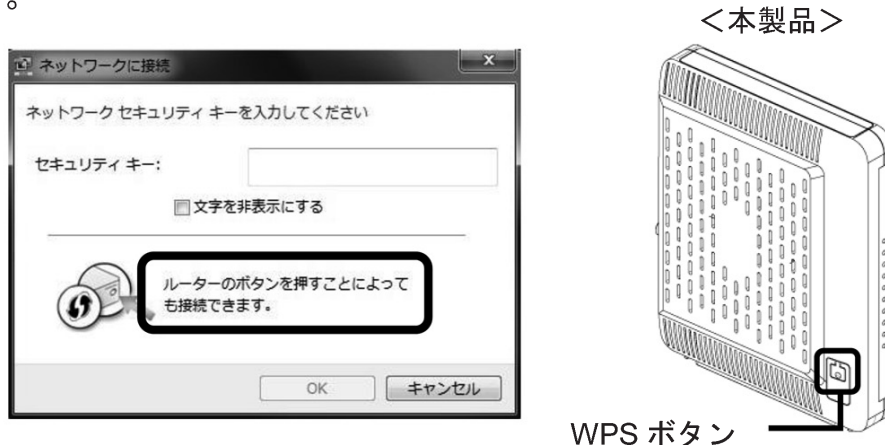 。
＜本製品＞
ネットワークに接続
ネットワーク セキュリティ キーを入力してください
セキュリティ キー:
文字を非表示にする
ルーターのボタンを押すことによって
も接続できます。
OK
キャンセル
WPS ボタン